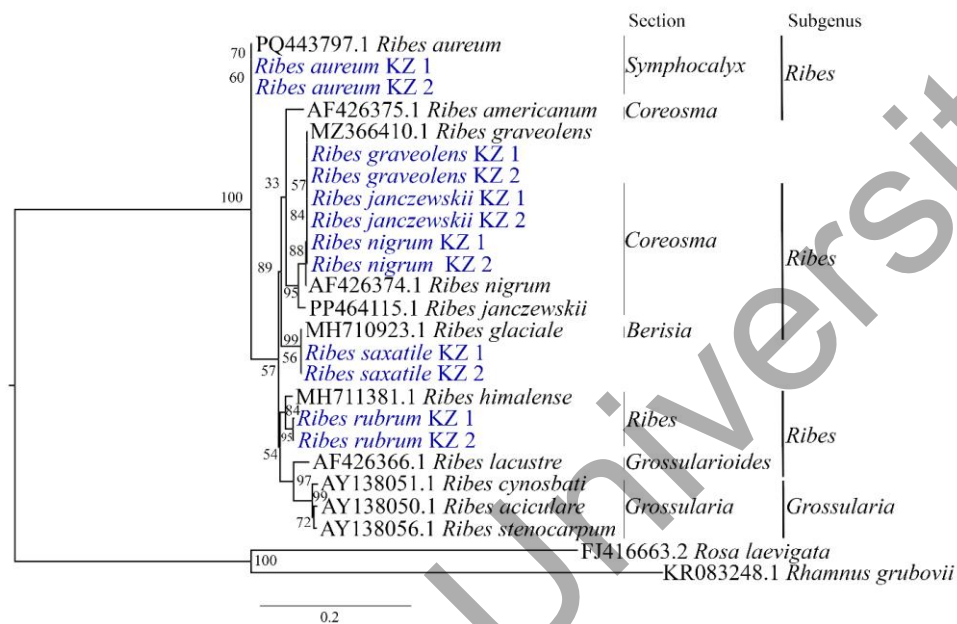 Section Subgenus
70 PQ443797.1 Ribes aureum
Ribes aureum KZ 1 Symphocalyx Ribes
60 Ribes aureum KZ 2
AF426375.1 Ribes americanum Coreosma
MZ366410.1 Ribes graveolens
Ribes graveolens KZ 1
33 57 Ribes graveolens KZ 2
100 Ribes janczewskii KZ 1
84 Ribes janczewskii KZ 2
88 Ribes nigrum KZ 1 Coreosma Ribes
89 Ribes nigrum KZ 2
95 AF426374.1 Ribes nigrum
PP464115.1 Ribes janczewskii
MH710923.1 Ribes glaciale Berisia
99
56 Ribes saxatile KZ 1
57 Ribes saxatile KZ 2
MH711381.1 Ribes himalense
84 Ribes rubrum KZ 1 Ribes
95 Ribes rubrum KZ 2 Ribes
54 AF426366.1 Ribes lacustre Grossularioides
97 AY138051.1 Ribes cynosbati
99 AY138050.1 Ribes aciculare Grossularia Grossularia
72 AY138056.1 Ribes stenocarpum
100 FJ416663.2 Rosa laevigata
KR083248.1 Rhamnus grubovii
0.2
Universit